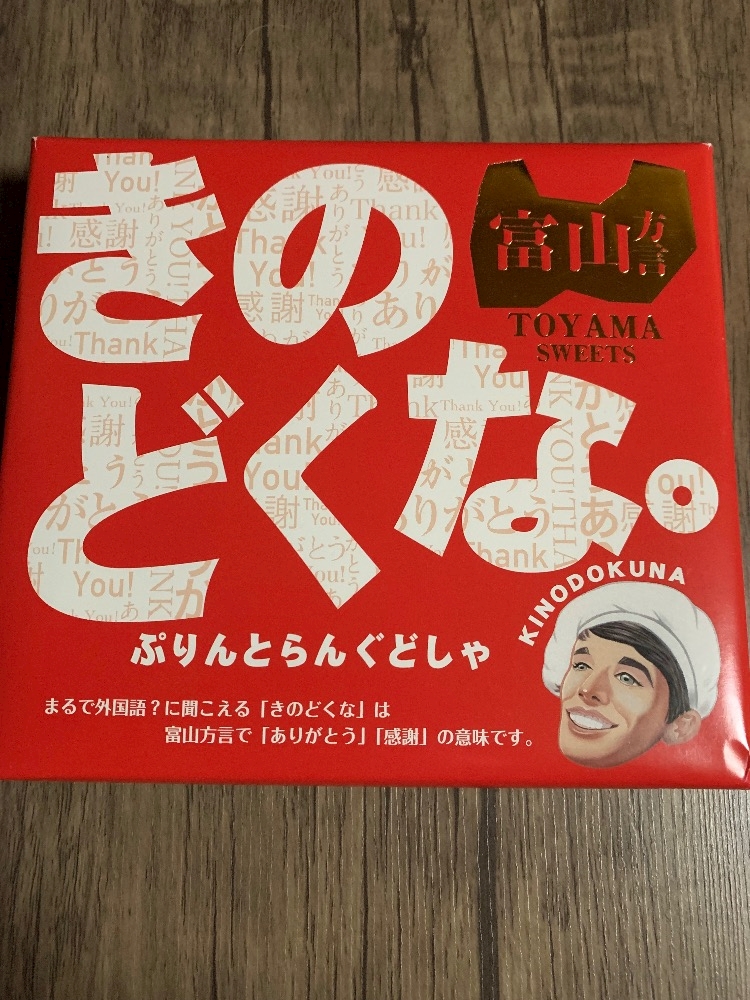 きの
どくな。
富山方言
TOYAMA
SWEETS
KINODOKUNA
ぷりんとらんぐどしゃ
まるで外国語？に聞こえる「きのどくな」は
富山方言で「ありがとう」「感謝」の意味です。